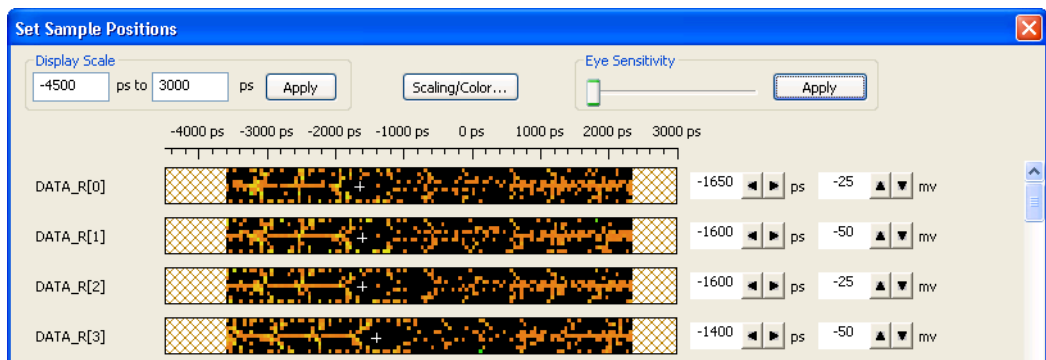 Set Sample Positions
Display Scale
-4500 ps to 3000 ps Apply
Scaling/Color...
Eye Sensitivity
Apply
-4000 ps -3000 ps -2000 ps -1000 ps 0 ps 1000 ps 2000 ps 3000 ps
DATA_R[0] -1650 ps -25 mv
DATA_R[1] -1600 ps -50 mv
DATA_R[2] -1600 ps -25 mv
DATA_R[3] -1400 ps -50 mv